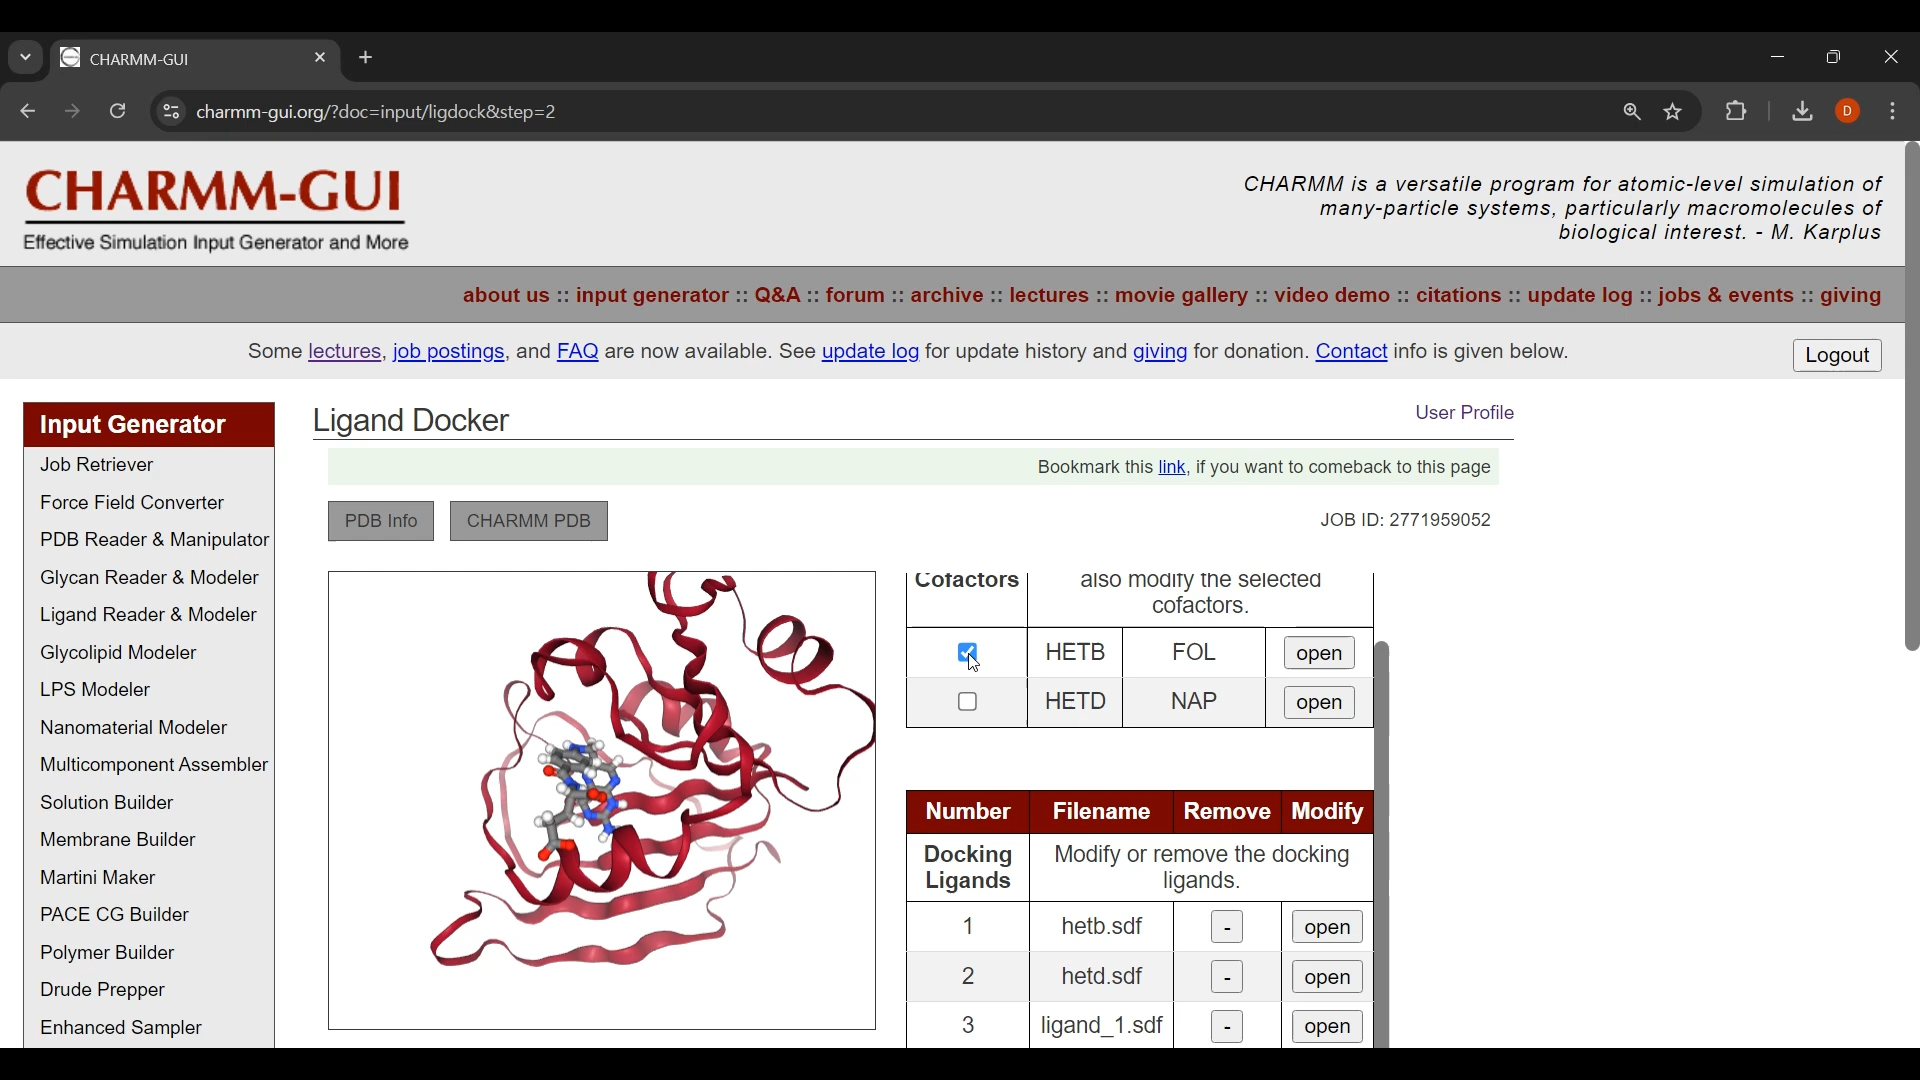 CHARMM-GUI
charmm-gui.org/?doc=input/ligdock&step=2
D
CHARMM-GUI
Effective Simulation Input Generator and More
CHARMM is a versatile program for atomic-level simulation of
many-particle systems, particularly macromolecules of
biological interest. - M. Karplus
about us :: input generator :: Q&A :: forum :: archive :: lectures :: movie gallery :: video demo :: citations :: update log :: jobs & events :: giving
Some lectures, job postings, and FAQ are now available. See update log for update history and giving for donation. Contact info is given below.
Logout
Input Generator
Job Retriever
Force Field Converter
PDB Reader & Manipulator
Glycan Reader & Modeler
Ligand Reader & Modeler
Glycolipid Modeler
LPS Modeler
Nanomaterial Modeler
Multicomponent Assembler
Solution Builder
Membrane Builder
Martini Maker
PACE CG Builder
Polymer Builder
Drude Prepper
Enhanced Sampler
Ligand Docker
User Profile
Bookmark this link, if you want to comeback to this page
PDB Info
CHARMM PDB
JOB ID: 2771959052
Cofactors
also modify the selected
cofactors.
HETB FOL open
HETD NAP open
Number Filename Remove Modify
Docking
Ligands
Modify or remove the docking
ligands.
1 hetb.sdf - open
2 hetd.sdf - open
3 ligand_1.sdf - open